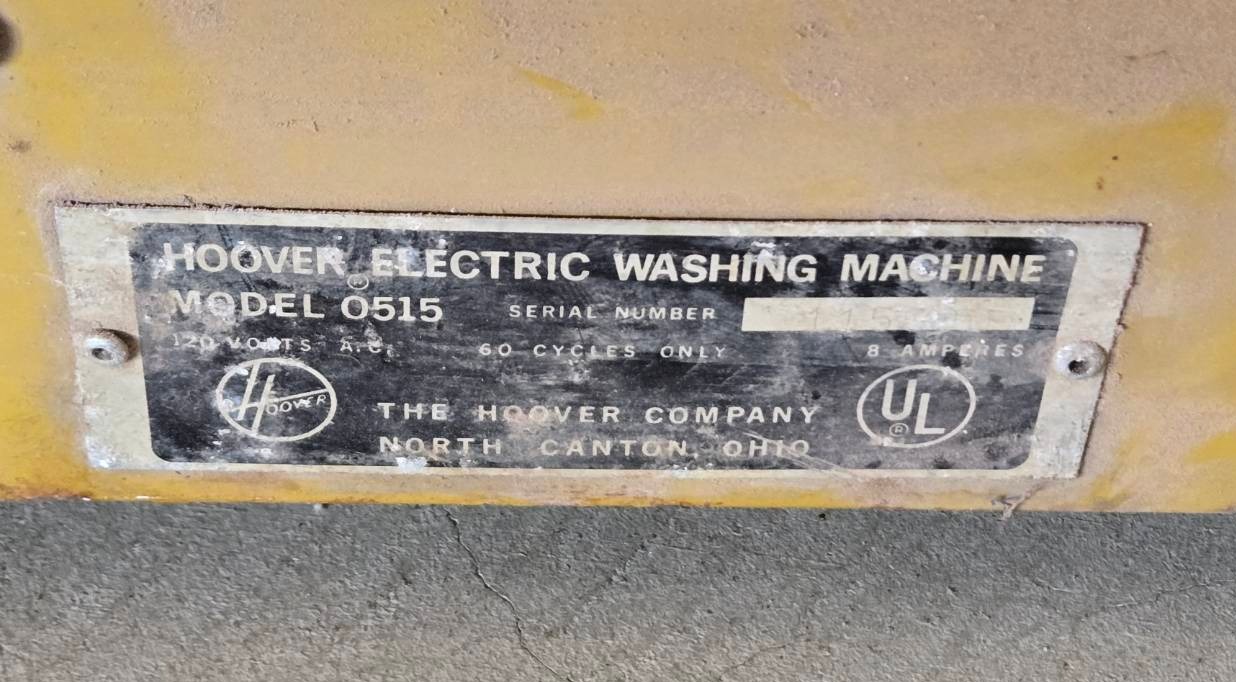 HOOVER® ELECTRIC WASHING MACHINE
MODEL 0515 SERIAL NUMBER
120 VOLTS A.C. 60 CYCLES ONLY 8 AMPERES
HOOVER ®
THE HOOVER COMPANY
NORTH CANTON, OHIO
UL ®